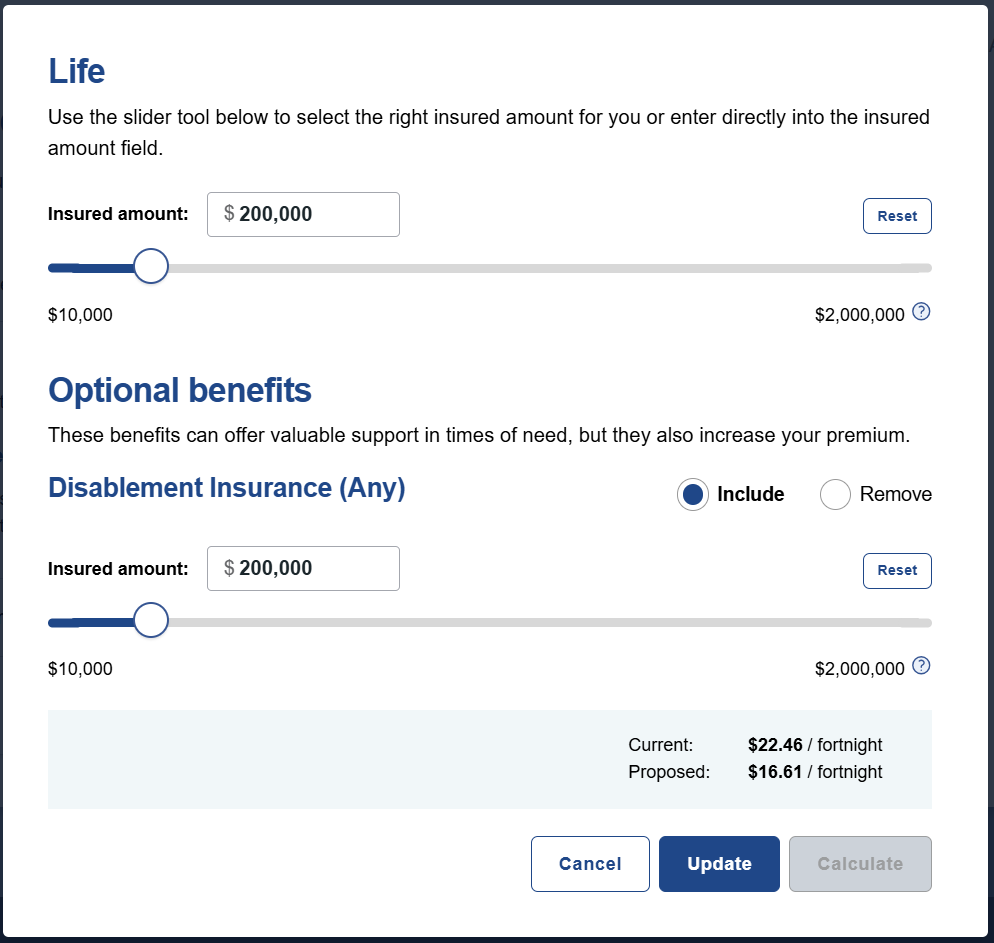 Life
Use the slider tool below to select the right insured amount for you or enter directly into the insured
amount field.
Insured amount: $ 200,000 Reset
$10,000 $2,000,000 ?
Optional benefits
These benefits can offer valuable support in times of need, but they also increase your premium.
Disablement Insurance (Any) Include Remove
Insured amount: $ 200,000 Reset
$10,000 $2,000,000 ?
Current: $22.46 / fortnight
Proposed: $16.61 / fortnight
Cancel Update Calculate